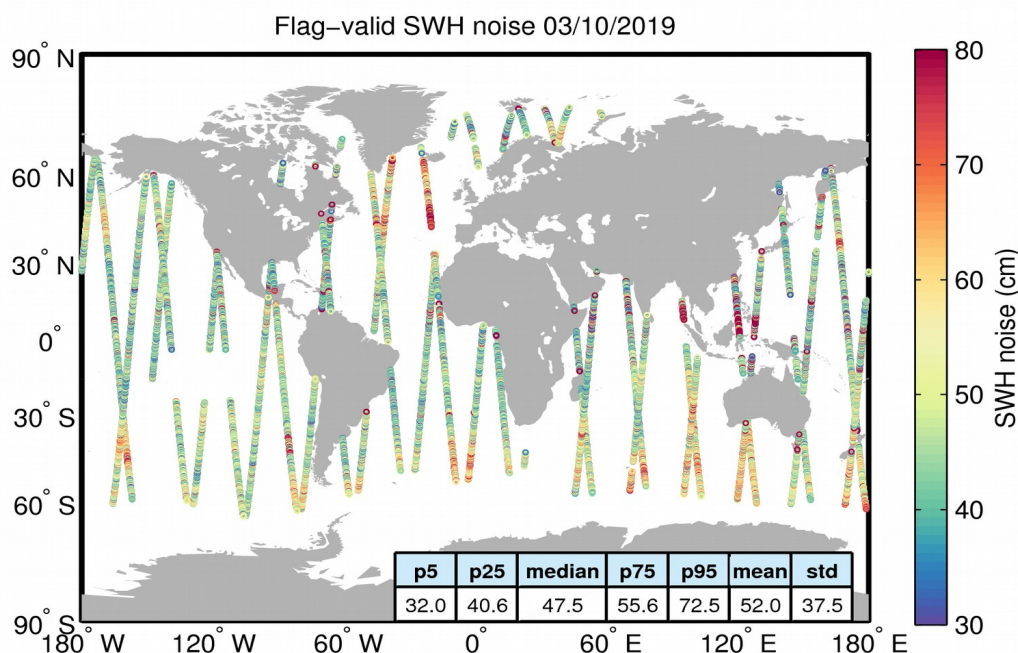 Flag−valid SWH noise 03/10/2019
90° N
60° N
30° N
0°
30° S
60° S
90° S
180° W
120° W
60° W
0°
60° E
120° E
180° E
p5 p25 median p75 p95 mean std
32.0 40.6 47.5 55.6 72.5 52.0 37.5
80
70
60
50
40
30
SWH noise (cm)